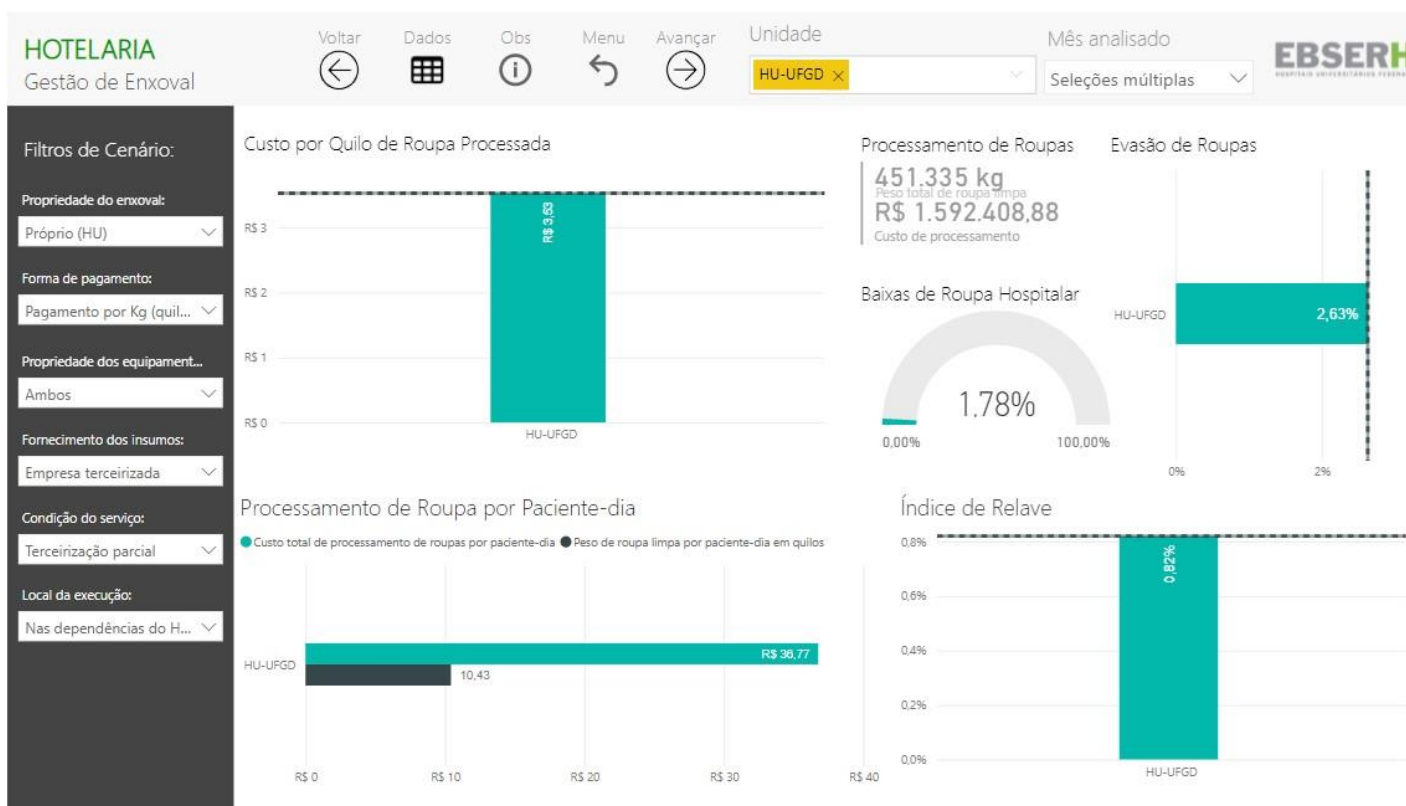 HOTELARIA
Gestão de Enxoval
Voltar
Dados
Obs
Menu
Avançar
Unidade
HU-UFGD
Mês analisado
Seleções múltiplas
EBSERH
HOSPITAIS UNIVERSITÁRIOS FEDERA
Filtros de Cenário:
Propriedade do enxoval:
Próprio (HU)
Forma de pagamento:
Pagamento por Kg (quil...
Propriedade dos equipament...
Ambos
Fornecimento dos insumos:
Empresa terceirizada
Condição do serviço:
Terceirização parcial
Local da execução:
Nas dependências do H...
Custo por Quilo de Roupa Processada
R$ 3
R$ 2
R$ 1
R$ 0
R$ 3,53
HU-UFGD
Processamento de Roupas
451.335 kg
Peso total de roupa limpa
R$ 1.592.408,88
Custo de processamento
Baixas de Roupa Hospitalar
1.78%
0,00%
100,00%
Evasão de Roupas
HU-UFGD
2,63%
0%
2%
Processamento de Roupa por Paciente-dia
Custo total de processamento de roupas por paciente-dia
Peso de roupa limpa por paciente-dia em quilos
HU-UFGD
R$ 36,77
10,43
R$ 0
R$ 10
R$ 20
R$ 30
R$ 40
Índice de Relave
0,8%
0,6%
0,4%
0,2%
0,0%
0,82%
HU-UFGD